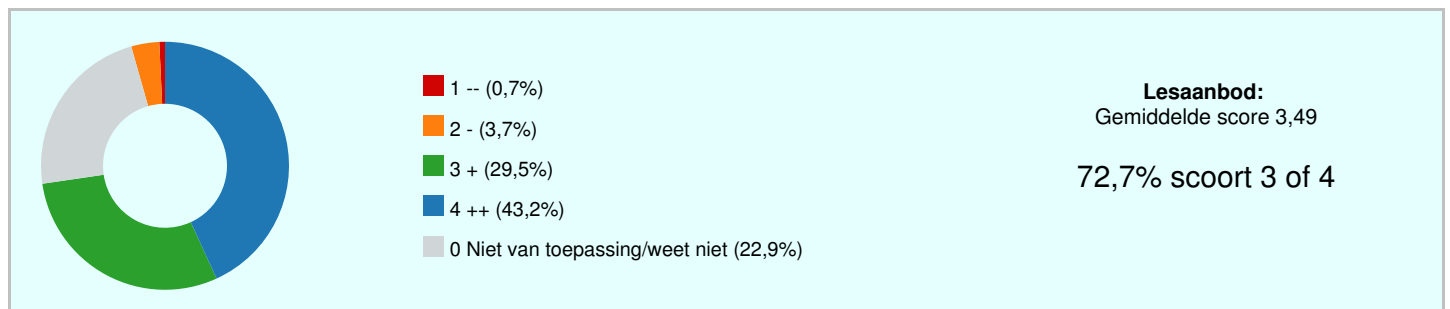 1 -- (0,7%)
2 - (3,7%)
3 + (29,5%)
4 ++ (43,2%)
0 Niet van toepassing/weet niet (22,9%)
Lesaanbod:
Gemiddelde score 3,49
72,7% scoort 3 of 4